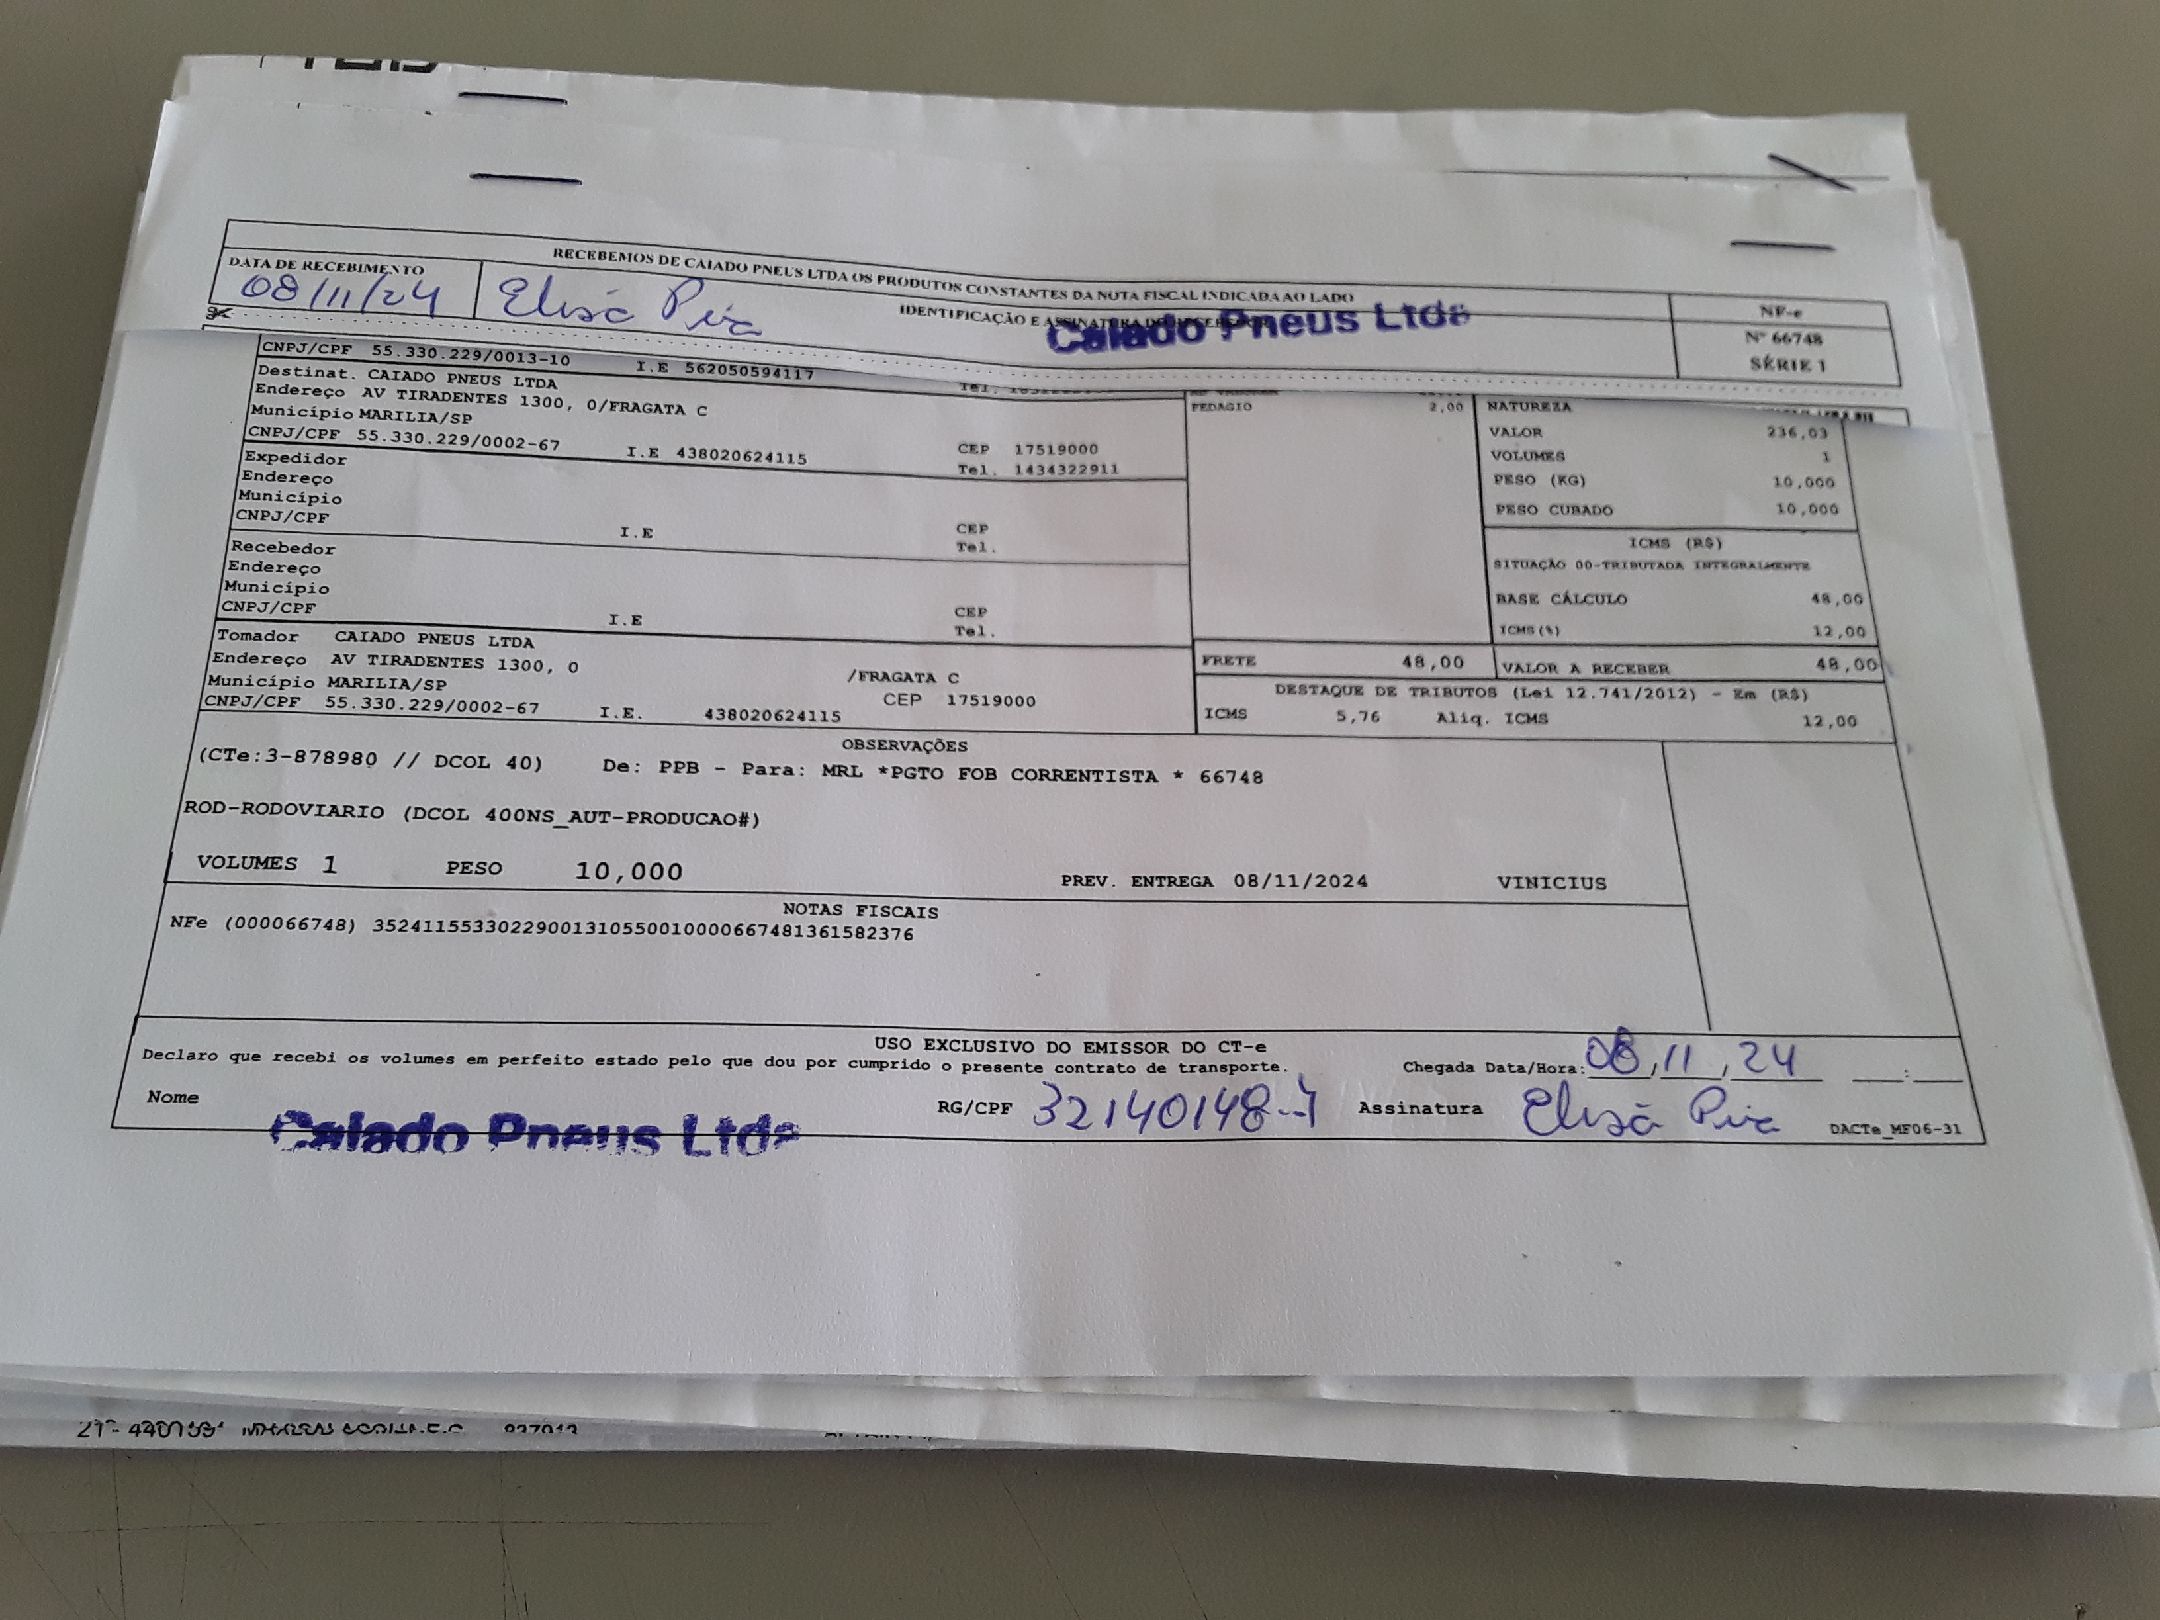 RECEBEMOS DE CAIADO PNEUS LTDA OS PRODUTOS CONSTANTES DA NOTA FISCAL INDICADA AO LADO
DATA DE RECEBIMENTO
08/11/24
IDENTIFICAÇÃO E ASSINATURA DO RECEBEDOR
Caiado Pneus Ltda
NF-e
Nº 66748
SÉRIE 1
CNPJ/CPF 55.330.229/0013-10 I.E 562050594117
Destinat. CAIADO PNEUS LTDA
Endereço AV TIRADENTES 1300, 0/FRAGATA C
Município MARILIA/SP CEP 17519000
CNPJ/CPF 55.330.229/0002-67 I.E 438020624115 Tel. 1434322911
Expedidor
Endereço
Município CEP
CNPJ/CPF I.E Tel.
Recebedor
Endereço
Município CEP
CNPJ/CPF I.E Tel.
Tomador CAIADO PNEUS LTDA
Endereço AV TIRADENTES 1300, 0 /FRAGATA C
Município MARILIA/SP CEP 17519000
CNPJ/CPF 55.330.229/0002-67 I.E. 438020624115
PEDAGIO 2,00
NATUREZA
VALOR 236,03
VOLUMES 1
PESO (KG) 10,000
PESO CUBADO 10,000
ICMS (R$)
SITUAÇÃO 00-TRIBUTADA INTEGRALMENTE
BASE CÁLCULO 48,00
ICMS(%) 12,00
FRETE 48,00 VALOR A RECEBER 48,00
DESTAQUE DE TRIBUTOS (Lei 12.741/2012) - Em (R$)
ICMS 5,76 Aliq. ICMS 12,00
OBSERVAÇÕES
(CTe:3-878980 // DCOL 40) De: PPB - Para: MRL *PGTO FOB CORRENTISTA * 66748
ROD-RODOVIARIO (DCOL 400NS_AUT-PRODUCAO#)
VOLUMES 1 PESO 10,000 PREV. ENTREGA 08/11/2024 VINICIUS
NOTAS FISCAIS
NFe (000066748) 35241155330229001310550010000667481361582376
USO EXCLUSIVO DO EMISSOR DO CT-e
Declaro que recebi os volumes em perfeito estado pelo que dou por cumprido o presente contrato de transporte.
Chegada Data/Hora: 08/11/24 __:__
Nome Caiado Pneus Ltda RG/CPF 32140148-7 Assinatura
DACTe_MF06-31